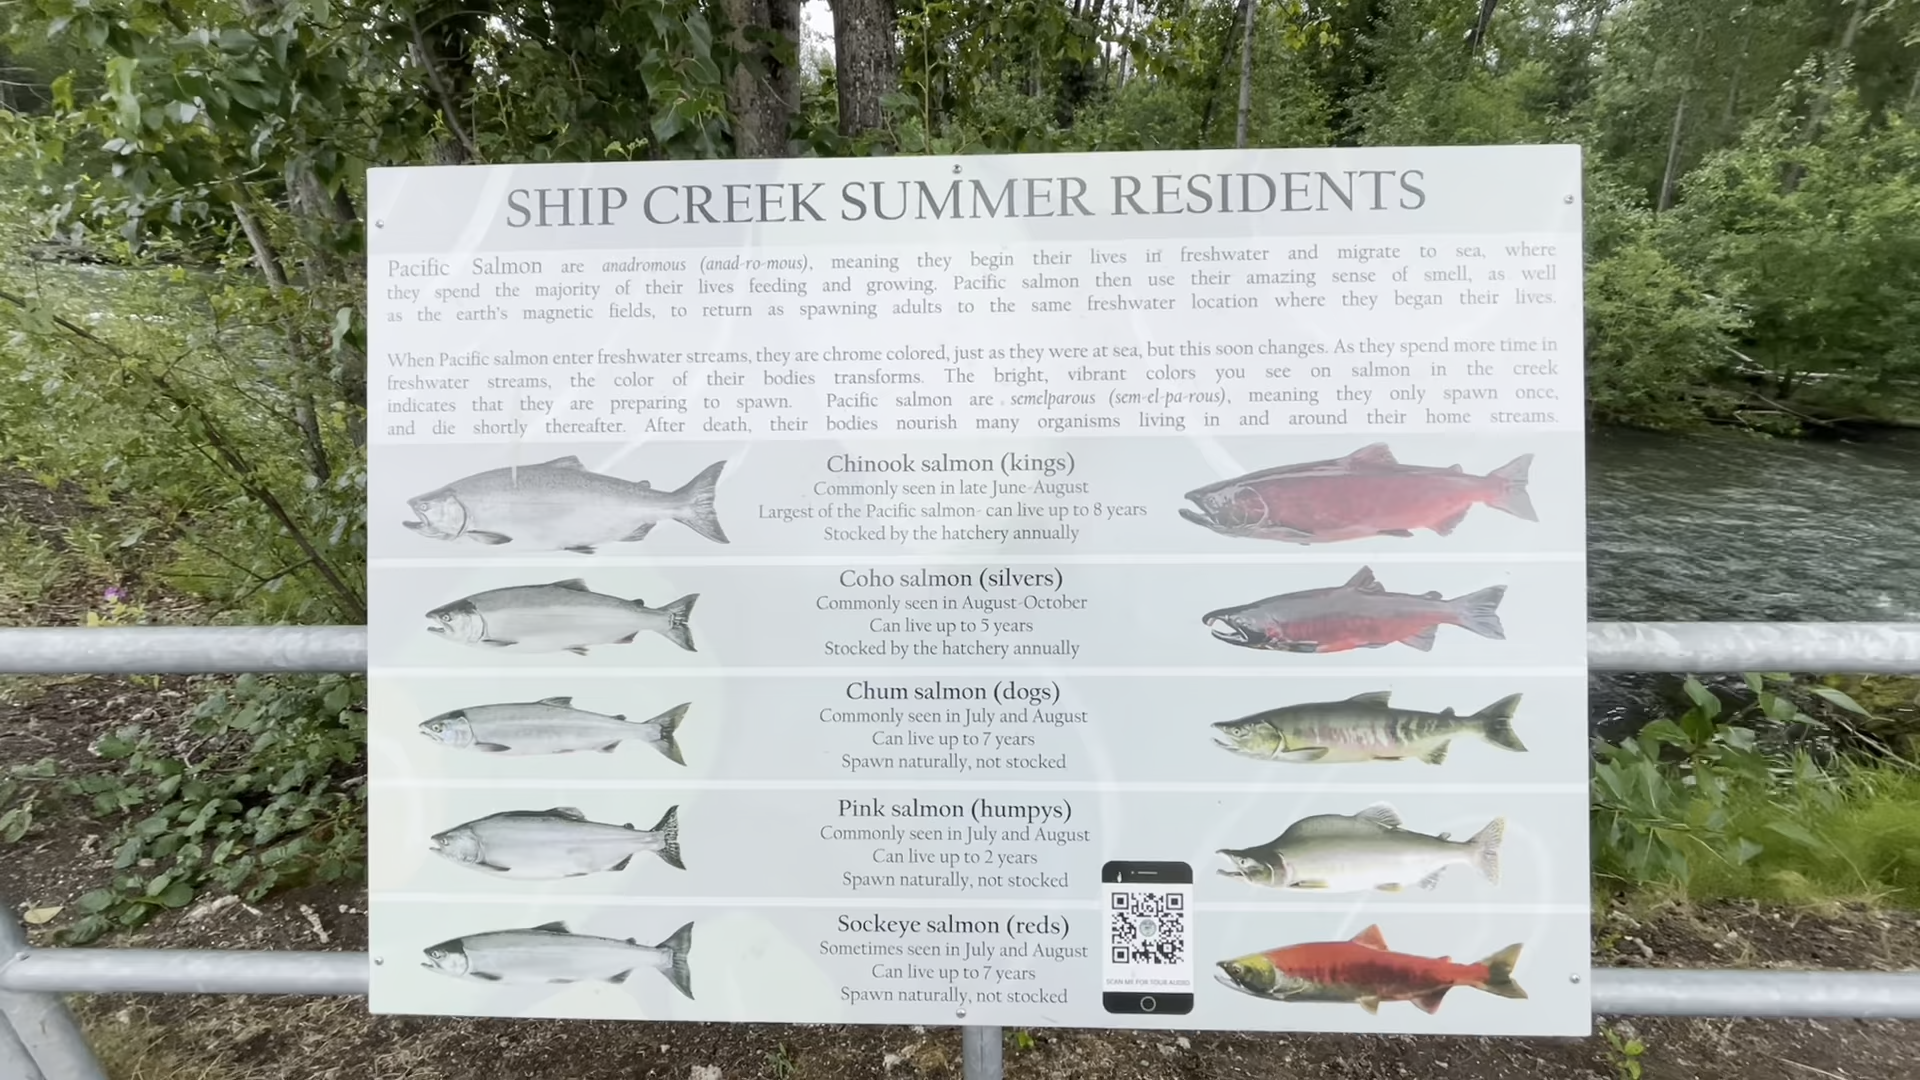 SHIP CREEK SUMMER RESIDENTS
Pacific Salmon are anadromous (anad-ro-mous), meaning they begin their lives in freshwater and migrate to sea, where
they spend the majority of their lives feeding and growing. Pacific salmon then use their amazing sense of smell, as well
as the earth's magnetic fields, to return as spawning adults to the same freshwater location where they began their lives.
When Pacific salmon enter freshwater streams, they are chrome colored, just as they were at sea, but this soon changes. As they spend more time in
freshwater streams, the color of their bodies transforms. The bright, vibrant colors you see on salmon in the creek
indicates that they are preparing to spawn. Pacific salmon are semelparous (sem-el-pa-rous), meaning they only spawn once,
and die shortly thereafter. After death, their bodies nourish many organisms living in and around their home streams.
Chinook salmon (kings)
Commonly seen in late June-August
Largest of the Pacific salmon- can live up to 8 years
Stocked by the hatchery annually
Coho salmon (silvers)
Commonly seen in August-October
Can live up to 5 years
Stocked by the hatchery annually
Chum salmon (dogs)
Commonly seen in July and August
Can live up to 7 years
Spawn naturally, not stocked
Pink salmon (humpys)
Commonly seen in July and August
Can live up to 2 years
Spawn naturally, not stocked
Sockeye salmon (reds)
Sometimes seen in July and August
Can live up to 7 years
Spawn naturally, not stocked
SCAN ME FOR TOUR AUDIO